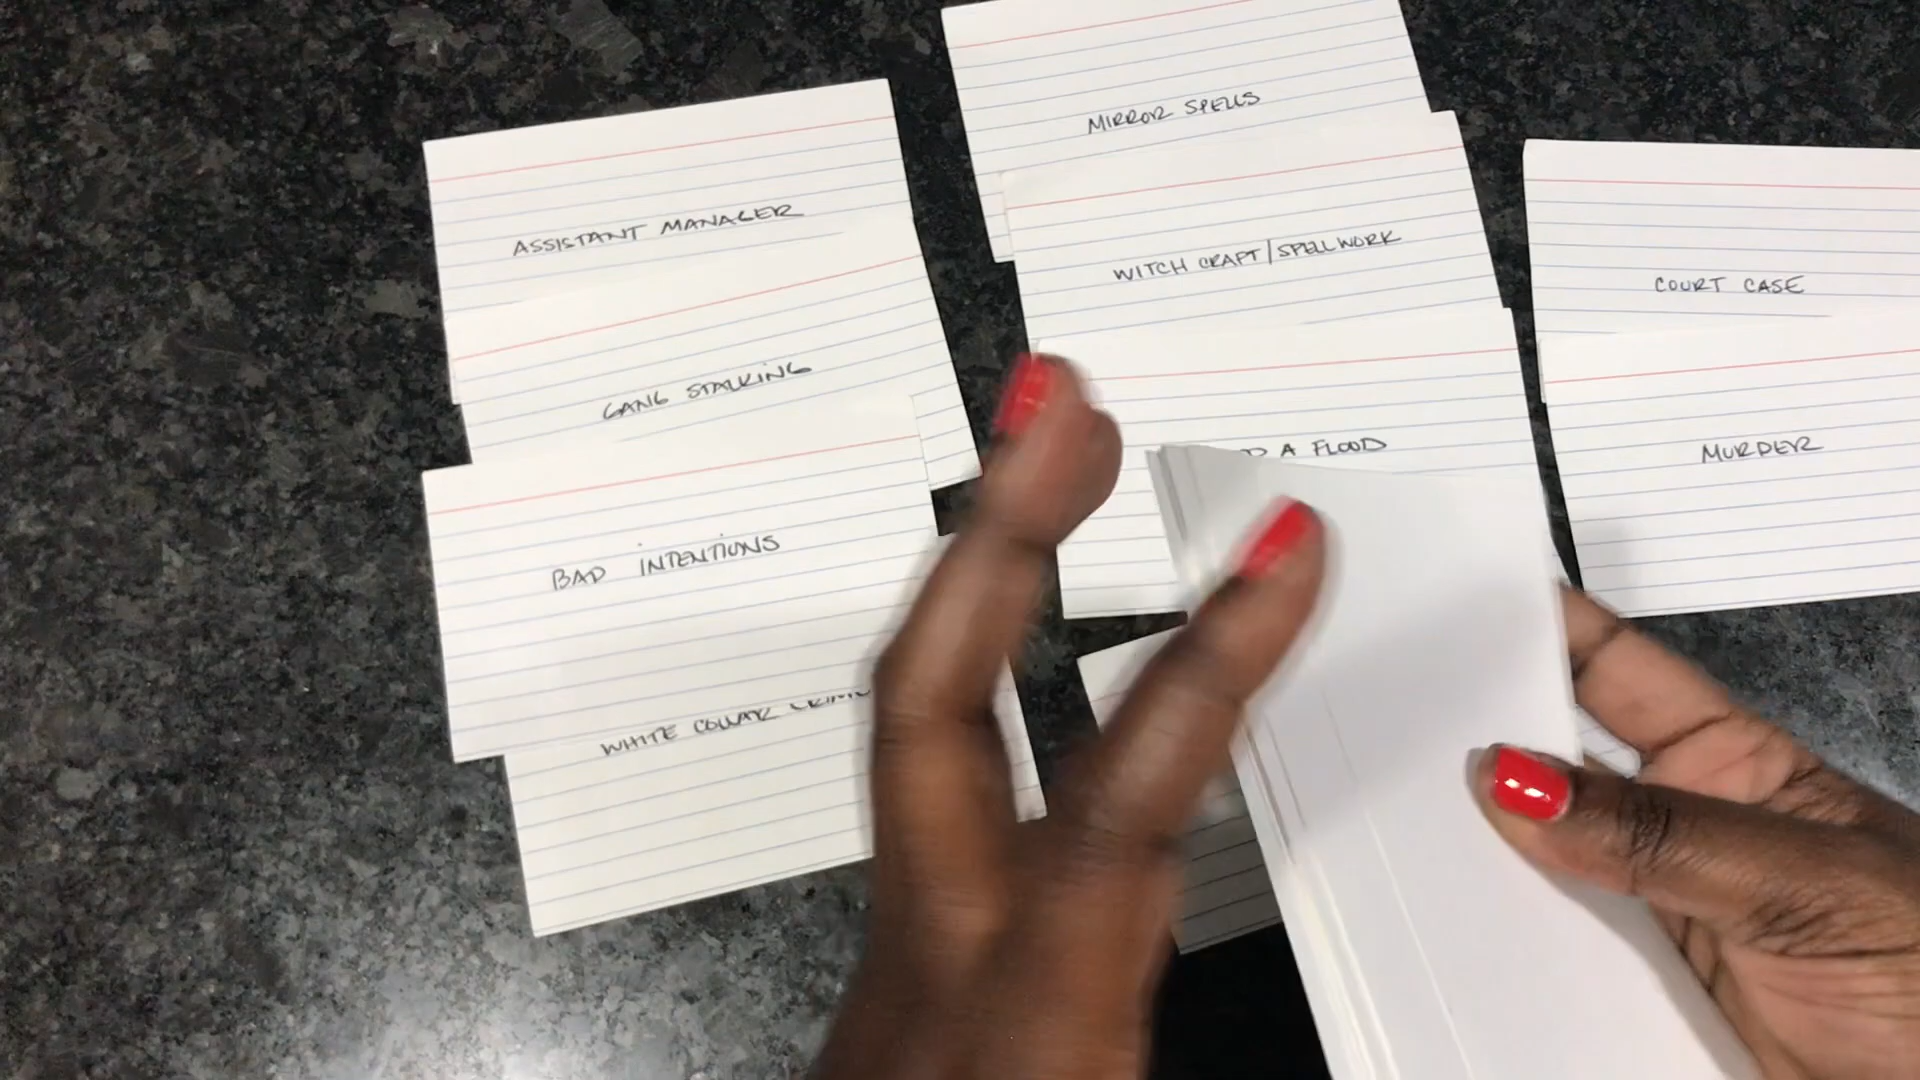 ASSISTANT MANAGER
GANG STALKING
BAD INTENTIONS
WHITE COLLAR
MIRROR SPELLS
WITCH CRAFT/SPELLWORK
A FLOOD
COURT CASE
MURDER